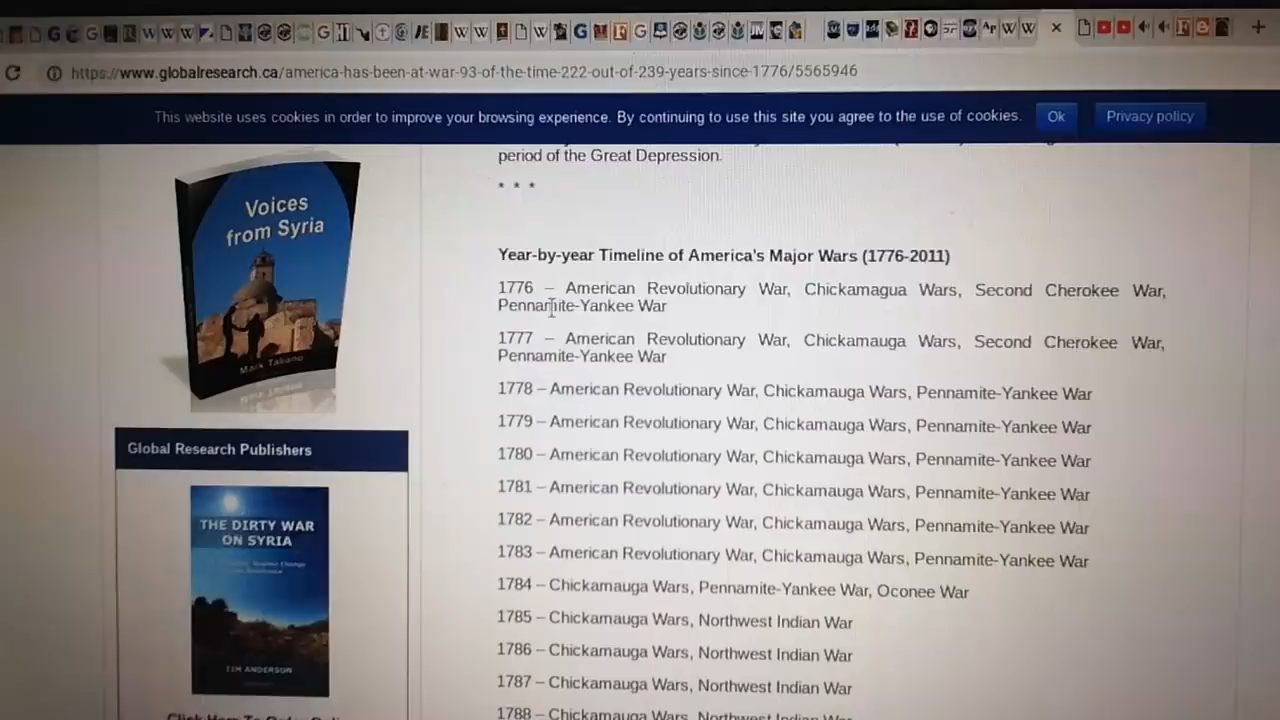 https://www.globalresearch.ca/america-has-been-at-war-93-of-the-time-222-out-of-239-years-since-1776/5565946
This website uses cookies in order to improve your browsing experience. By continuing to use this site you agree to the use of cookies.
Ok
Privacy policy
period of the Great Depression.
* * *
Voices
from Syria
Mark Taliano
Year-by-year Timeline of America's Major Wars (1776-2011)
1776 – American Revolutionary War, Chickamagua Wars, Second Cherokee War,
Pennamite-Yankee War
1777 – American Revolutionary War, Chickamauga Wars, Second Cherokee War,
Pennamite-Yankee War
1778 – American Revolutionary War, Chickamauga Wars, Pennamite-Yankee War
1779 – American Revolutionary War, Chickamauga Wars, Pennamite-Yankee War
1780 – American Revolutionary War, Chickamauga Wars, Pennamite-Yankee War
1781 – American Revolutionary War, Chickamauga Wars, Pennamite-Yankee War
1782 – American Revolutionary War, Chickamauga Wars, Pennamite-Yankee War
1783 – American Revolutionary War, Chickamauga Wars, Pennamite-Yankee War
1784 – Chickamauga Wars, Pennamite-Yankee War, Oconee War
1785 – Chickamauga Wars, Northwest Indian War
1786 – Chickamauga Wars, Northwest Indian War
1787 – Chickamauga Wars, Northwest Indian War
1788 – Chickamauga Wars, Northwest Indian War
Global Research Publishers
THE DIRTY WAR
ON SYRIA
TIM ANDERSON